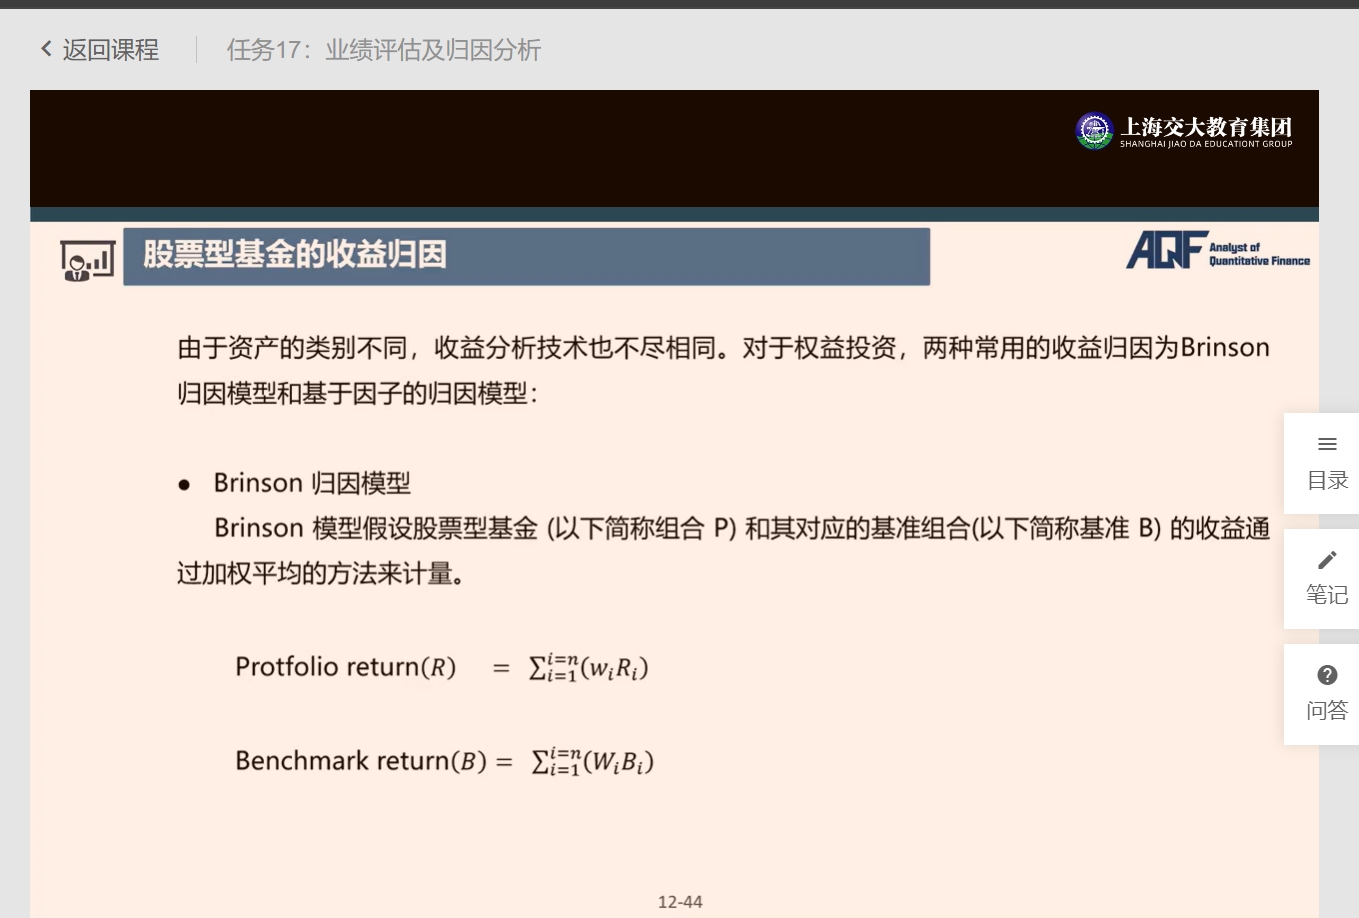 返回课程
任务17：业绩评估及归因分析
上海交大教育集团
SHANGHAI JIAO DA EDUCATIONT GROUP
股票型基金的收益归因
AQF Analyst of
Quantitative Finance
由于资产的类别不同，收益分析技术也不尽相同。对于权益投资，两种常用的收益归因为Brinson
归因模型和基于因子的归因模型：
目录
● Brinson 归因模型
Brinson 模型假设股票型基金 (以下简称组合 P) 和其对应的基准组合(以下简称基准 B) 的收益通
过加权平均的方法来计量。
笔记
Protfolio return(R) = ∑_{i=1}^{i=n}(w_i R_i)
问答
Benchmark return(B) = ∑_{i=1}^{i=n}(W_i B_i)
12-44